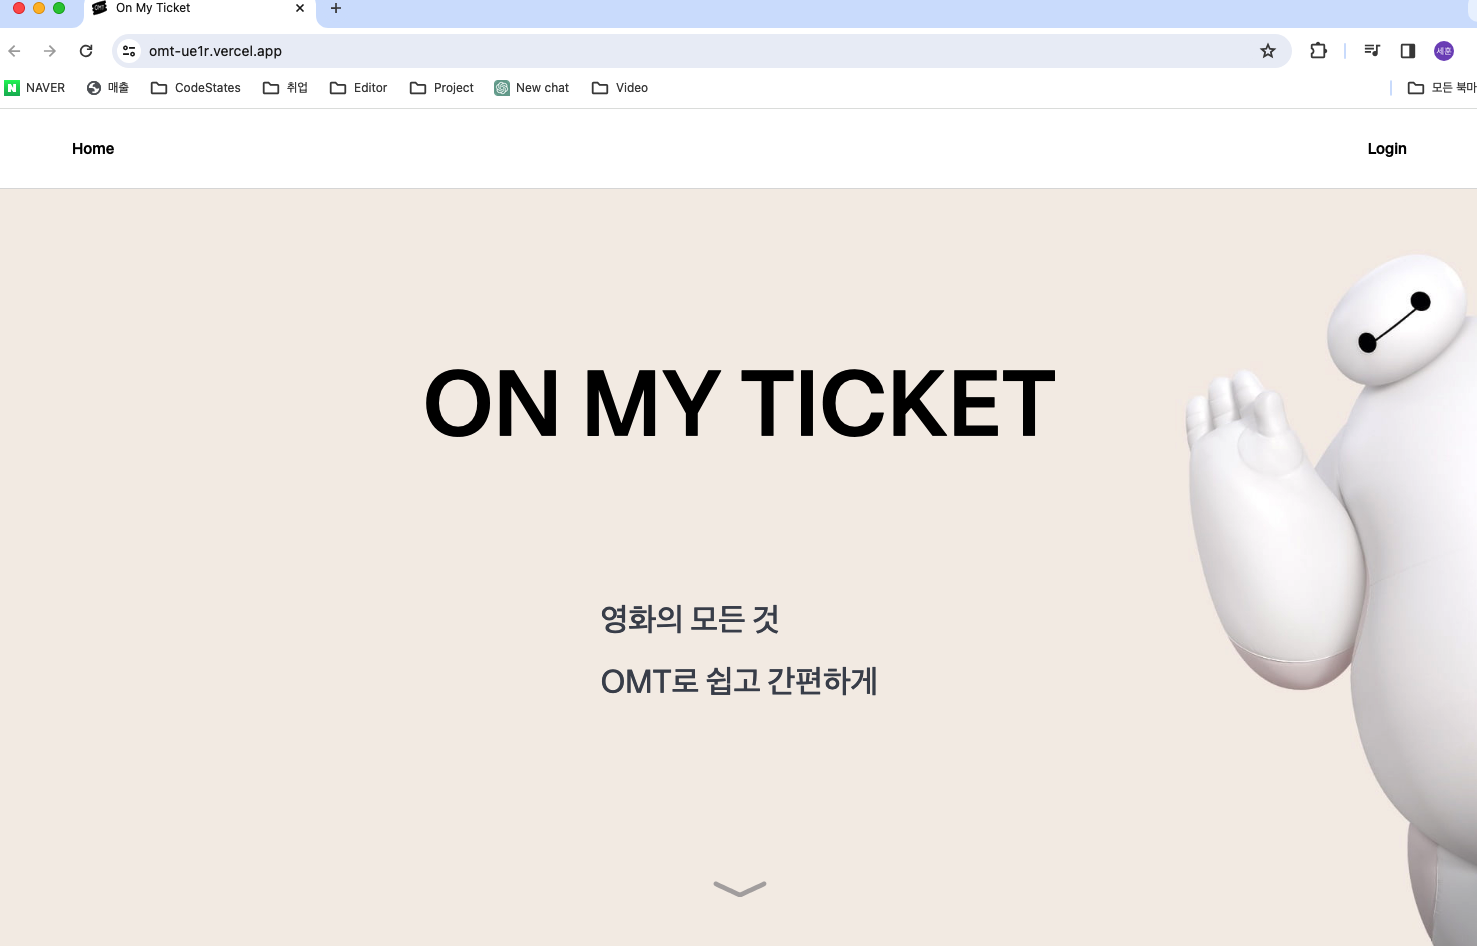 On My Ticket
omt-ue1r.vercel.app
세훈
NAVER 매출 CodeStates 취업 Editor Project New chat Video 모든 북마
Home Login
ON MY TICKET
영화의 모든 것
OMT로 쉽고 간편하게